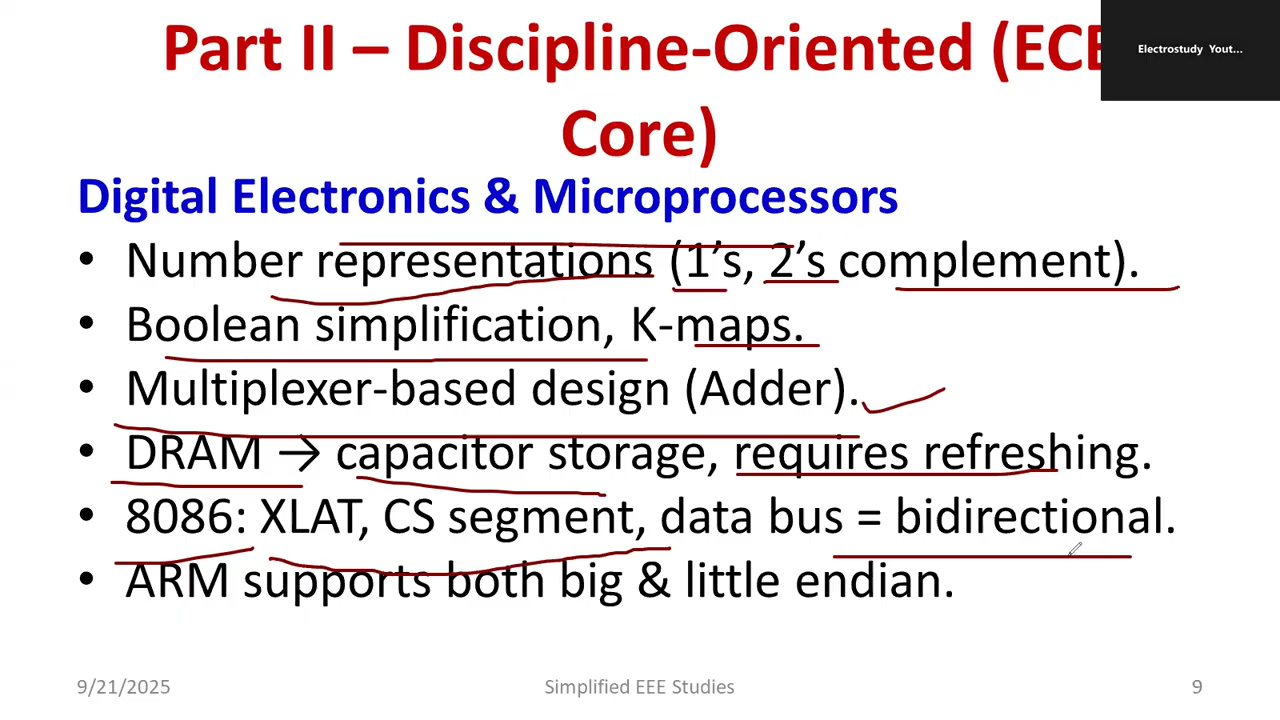 Part II – Discipline-Oriented (ECE
Electrostudy Yout...
Core)
Digital Electronics & Microprocessors
• Number representations (1’s, 2’s complement).
• Boolean simplification, K-maps.
• Multiplexer-based design (Adder).
• DRAM → capacitor storage, requires refreshing.
• 8086: XLAT, CS segment, data bus = bidirectional.
• ARM supports both big & little endian.
9/21/2025
Simplified EEE Studies
9